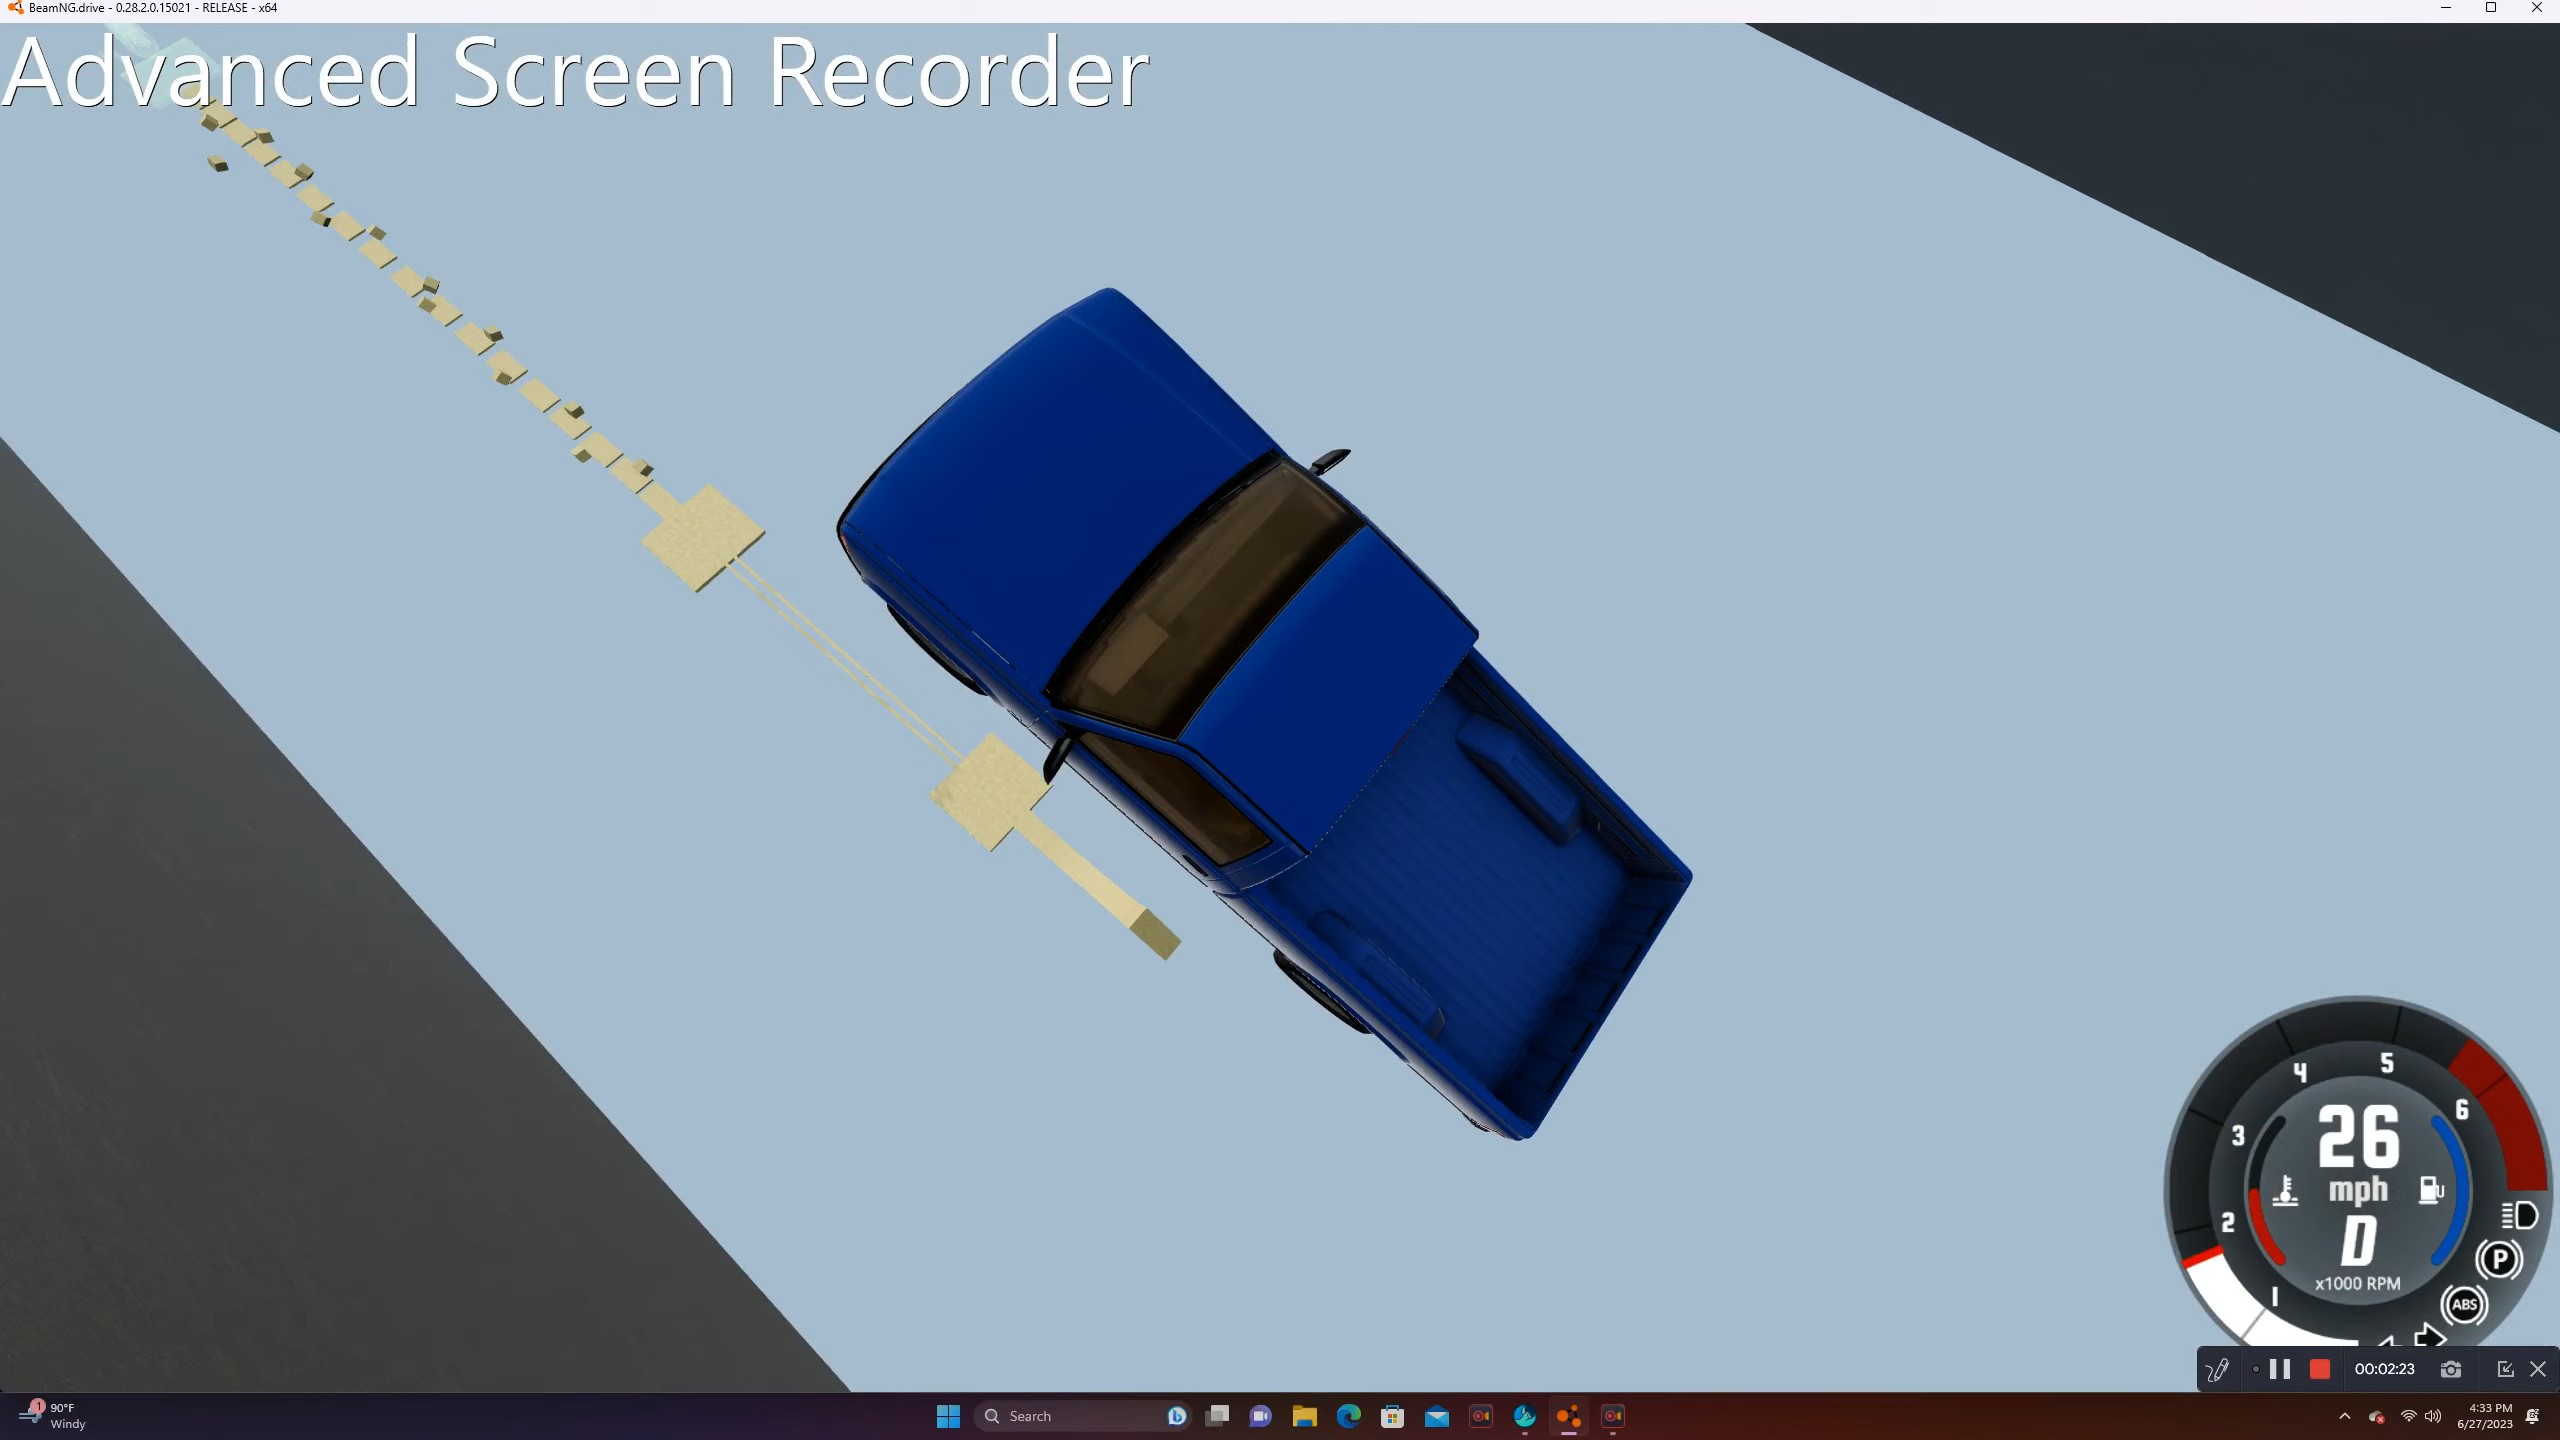 BeamNG.drive - 0.28.2.0.15021 - RELEASE - x64
Advanced Screen Recorder
1
2
3
4
5
6
26
mph
D
x1000 RPM
P
ABS
00:02:23
1
90°F
Windy
Search
4:33 PM
6/27/2023